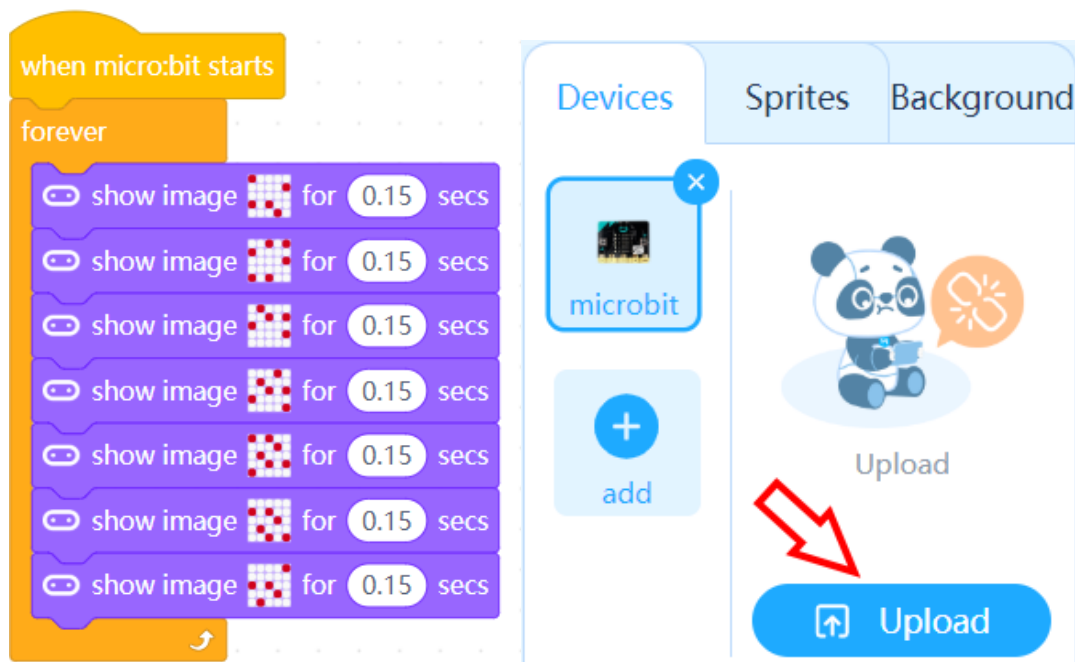 when micro:bit starts
forever
show image for 0.15 secs
show image for 0.15 secs
show image for 0.15 secs
show image for 0.15 secs
show image for 0.15 secs
show image for 0.15 secs
show image for 0.15 secs
Devices Sprites Background
microbit
add
Upload
Upload